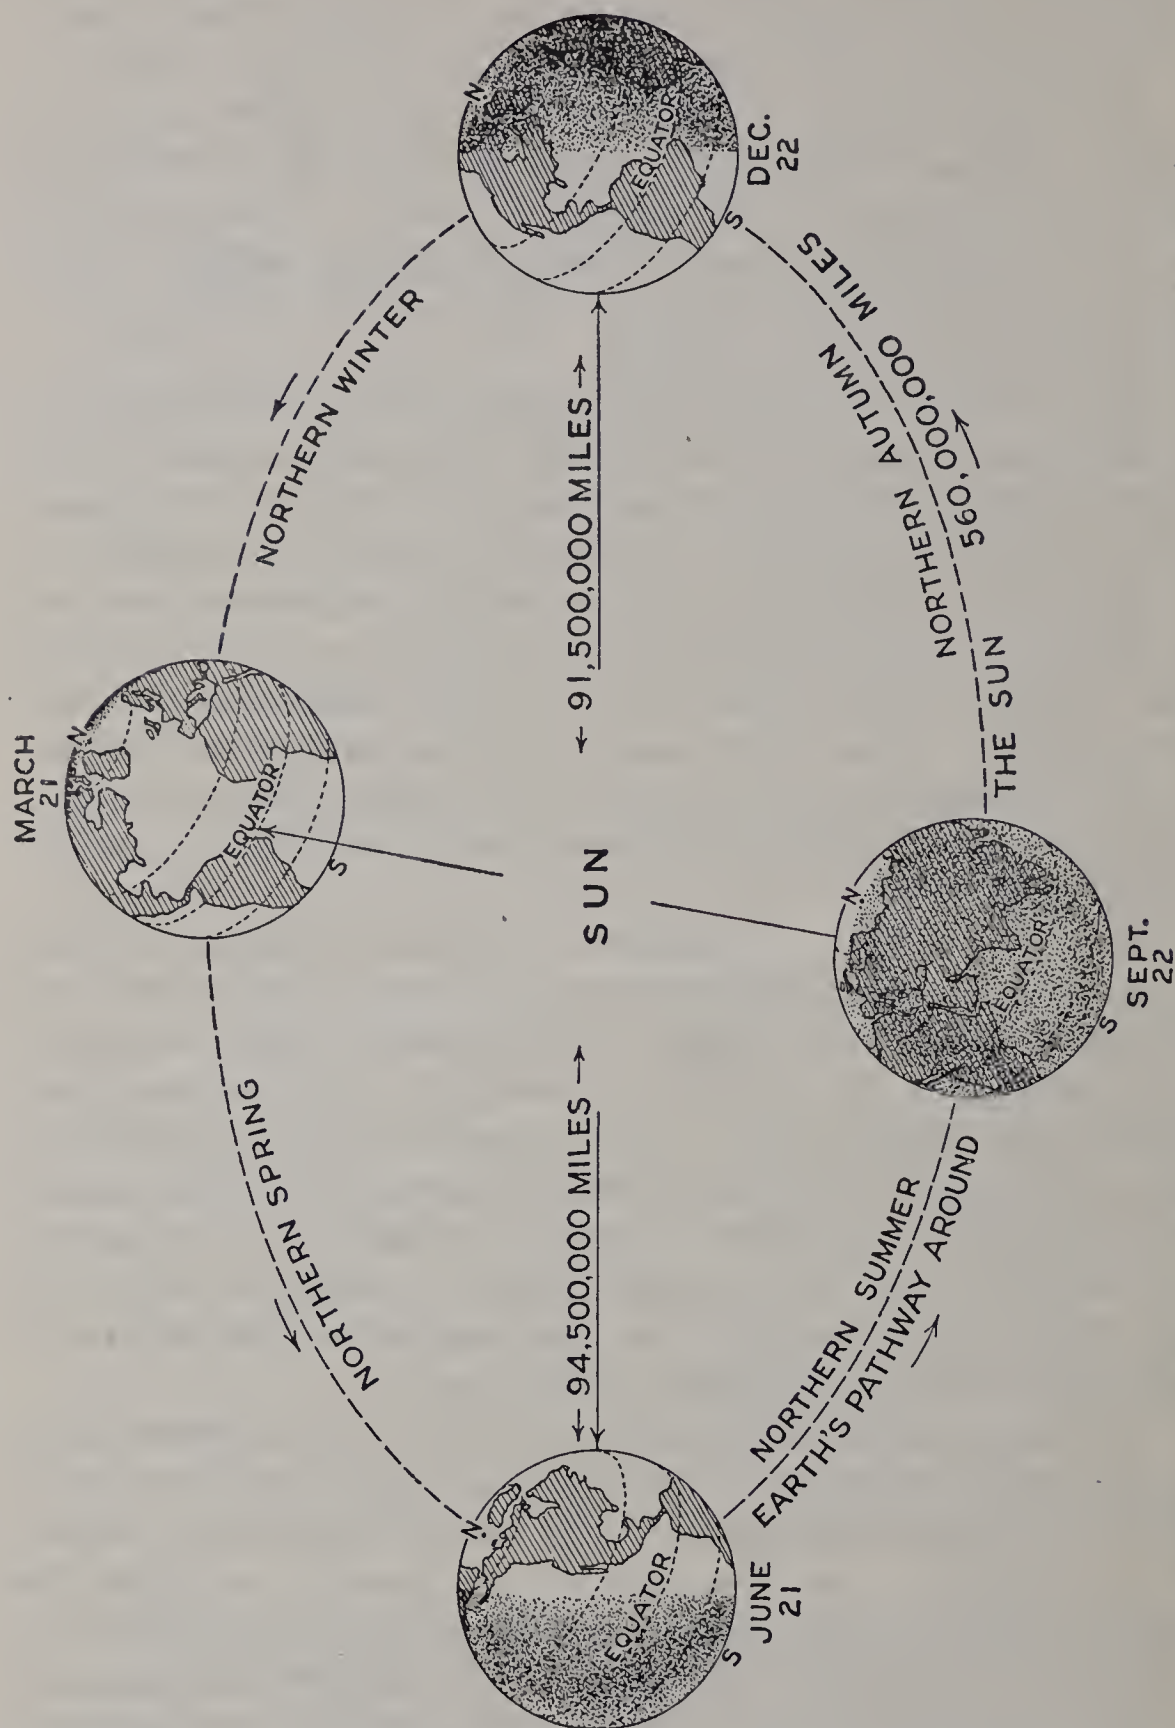 MARCH
21
N
EQUATOR
S
NORTHERN SPRING
NORTHERN WINTER
N
EQUATOR
S
JUNE
21
← 94,500,000 MILES →
SUN
← 91,500,000 MILES →
N
EQUATOR
S
DEC.
22
NORTHERN SUMMER
EARTH'S PATHWAY AROUND
THE SUN
560,000,000 MILES
NORTHERN AUTUMN
N
EQUATOR
S
SEPT.
22